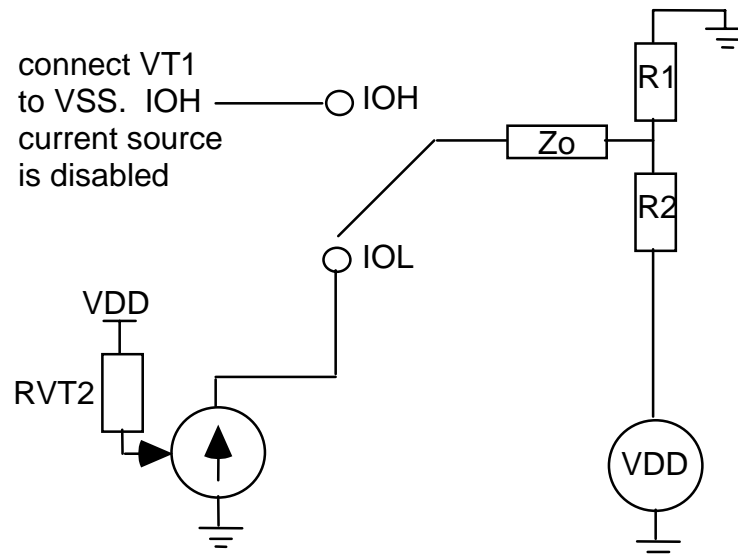 connect VT1
to VSS. IOH
current source
is disabled
IOH
R1
Zo
R2
IOL
VDD
RVT2
VDD